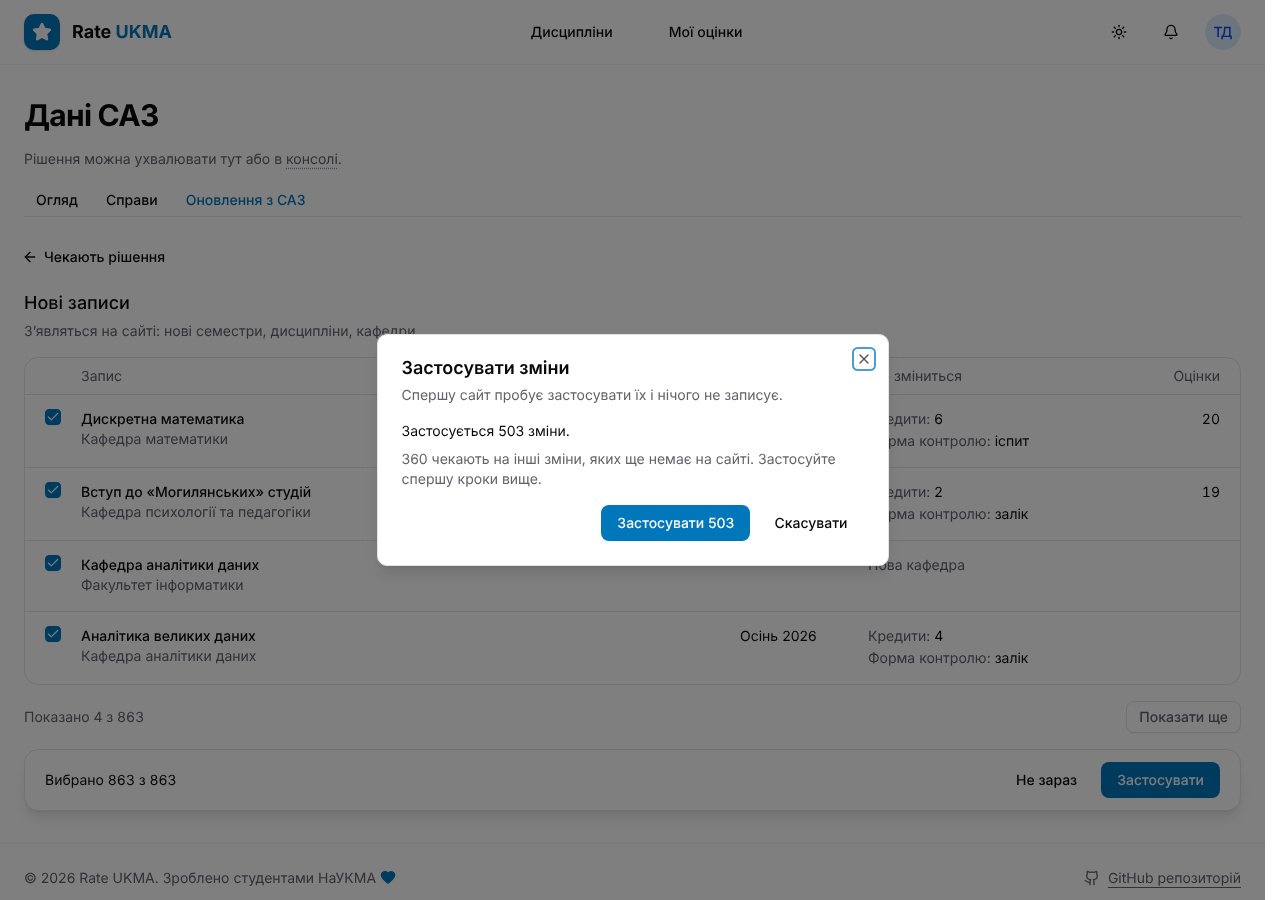 Rate UKMA
Дисципліни
Мої оцінки
ТД
Дані САЗ
Рішення можна ухвалювати тут або в консолі.
Огляд
Справи
Оновлення з САЗ
Чекають рішення
Нові записи
З’являться на сайті: нові семестри, дисципліни, кафедри
Запис
зміниться
Оцінки
Дискретна математика
Кафедра математики
6
контролю: іспит
20
Вступ до «Могилянських» студій
Кафедра психології та педагогіки
2
контролю: залік
19
Кафедра аналітики даних
Факультет інформатики
Нова кафедра
Аналітика великих даних
Кафедра аналітики даних
Осінь 2026
Кредити: 4
Форма контролю: залік
Застосувати зміни
Спершу сайт пробує застосувати їх і нічого не записує.
Застосується 503 зміни.
360 чекають на інші зміни, яких ще немає на сайті. Застосуйте
спершу кроки вище.
Застосувати 503
Скасувати
Показано 4 з 863
Показати ще
Вибрано 863 з 863
Не зараз
Застосувати
© 2026 Rate UKMA. Зроблено студентами НаУКМА
GitHub репозиторій